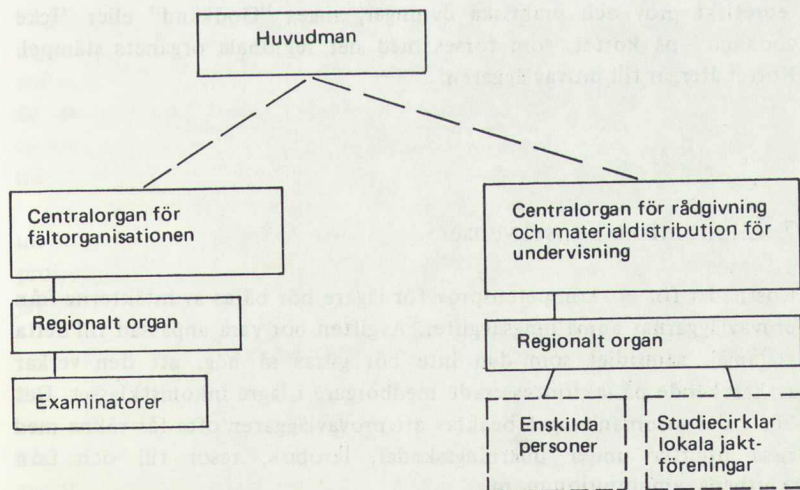 Huvudman
Centralorgan för
fältorganisationen
Centralorgan för rådgivning
och materialdistribution för
undervisning
Regionalt organ
Regionalt organ
Examinatorer
Enskilda
personer
Studiecirklar
lokala jakt-
föreningar